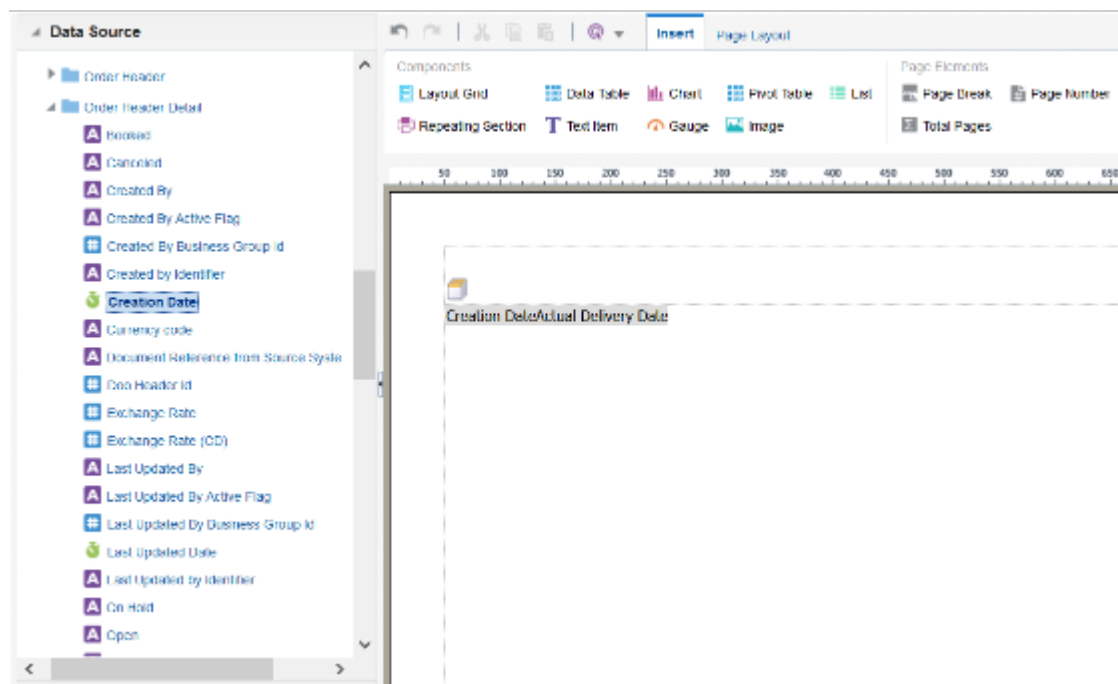 Data Source
Order Header
Order Header Detail
A Booked
A Canceled
A Created By
A Created By Active Flag
# Created By Business Group Id
A Created by Identifier
Creation Date
A Currency code
A Document Reference from Source Syste
# Doo Header Id
# Exchange Rate
# Exchange Rate (CD)
A Last Updated By
A Last Updated By Active Flag
# Last Updated By Business Group Id
Last Updated Date
A Last Updated by Identifier
A On Hold
A Open
Insert Page Layout
Components
Layout Grid Data Table Chart Pivot Table List
Repeating Section T Text Item Gauge Image
Page Elements
Page Break Page Number
Total Pages
50 100 150 200 250 300 350 400 450 500 550 600 650
Creation DateActual Delivery Date